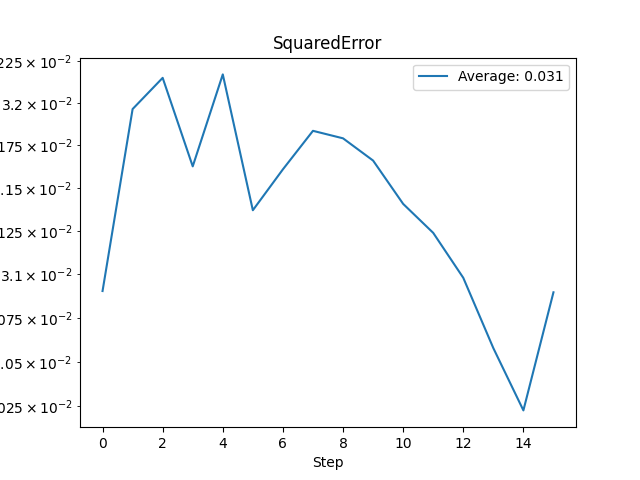 SquaredError
Average: 0.031
225 × 10⁻²
3.2 × 10⁻²
175 × 10⁻²
.15 × 10⁻²
125 × 10⁻²
3.1 × 10⁻²
075 × 10⁻²
.05 × 10⁻²
025 × 10⁻²
0 2 4 6 8 10 12 14
Step